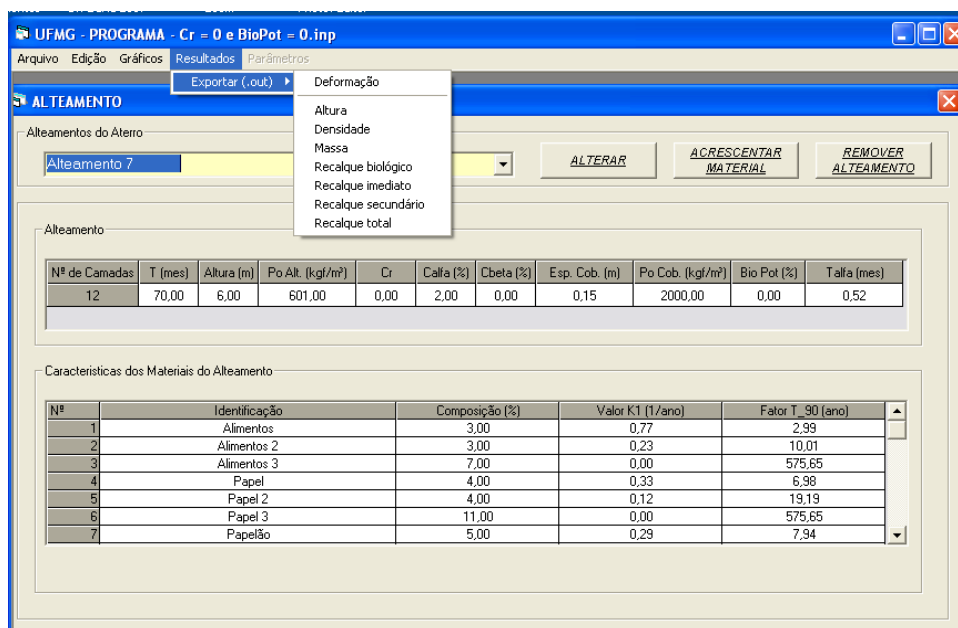 UFMG - PROGRAMA - Cr = 0 e BioPot = 0.inp
Arquivo Edição Gráficos Resultados Parâmetros
Exportar (.out)
Deformação
Altura
Densidade
Massa
Recalque biológico
Recalque imediato
Recalque secundário
Recalque total
ALTEAMENTO
Alteamentos do Aterro
Alteamento 7
ALTERAR
ACRESCENTAR
MATERIAL
REMOVER
ALTEAMENTO
Alteamento
Nº de Camadas T (mes) Altura (m) Po Alt. (kgf/m³) Cr Calfa (%) Cbeta (%) Esp. Cob. (m) Po Cob. (kgf/m³) Bio Pot (%) Talfa (mes)
12 70,00 6,00 601,00 0,00 2,00 0,00 0,15 2000,00 0,00 0,52
Caracteristicas dos Materiais do Alteamento
Nº Identificação Composição (%) Valor K1 (1/ano) Fator T_90 (ano)
1 Alimentos 3,00 0,77 2,99
2 Alimentos 2 3,00 0,23 10,01
3 Alimentos 3 7,00 0,00 575,65
4 Papel 4,00 0,33 6,98
5 Papel 2 4,00 0,12 19,19
6 Papel 3 11,00 0,00 575,65
7 Papelão 5,00 0,29 7,94